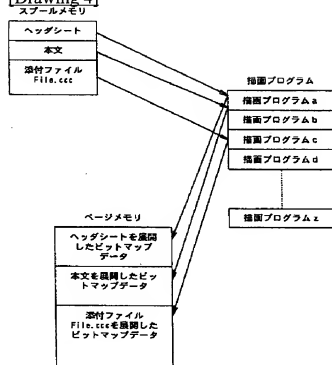 [Drawing 4]
スプールメモリ
ヘッダシート
本文
添付ファイル
File.ccc
描画プログラム
描画プログラムa
描画プログラムb
描画プログラムc
描画プログラムd
描画プログラムz
ページメモリ
ヘッダシートを展開
したビットマップ
データ
本文を展開したビッ
トマップデータ
添付ファイル
File.cccを展開した
ビットマップデータ